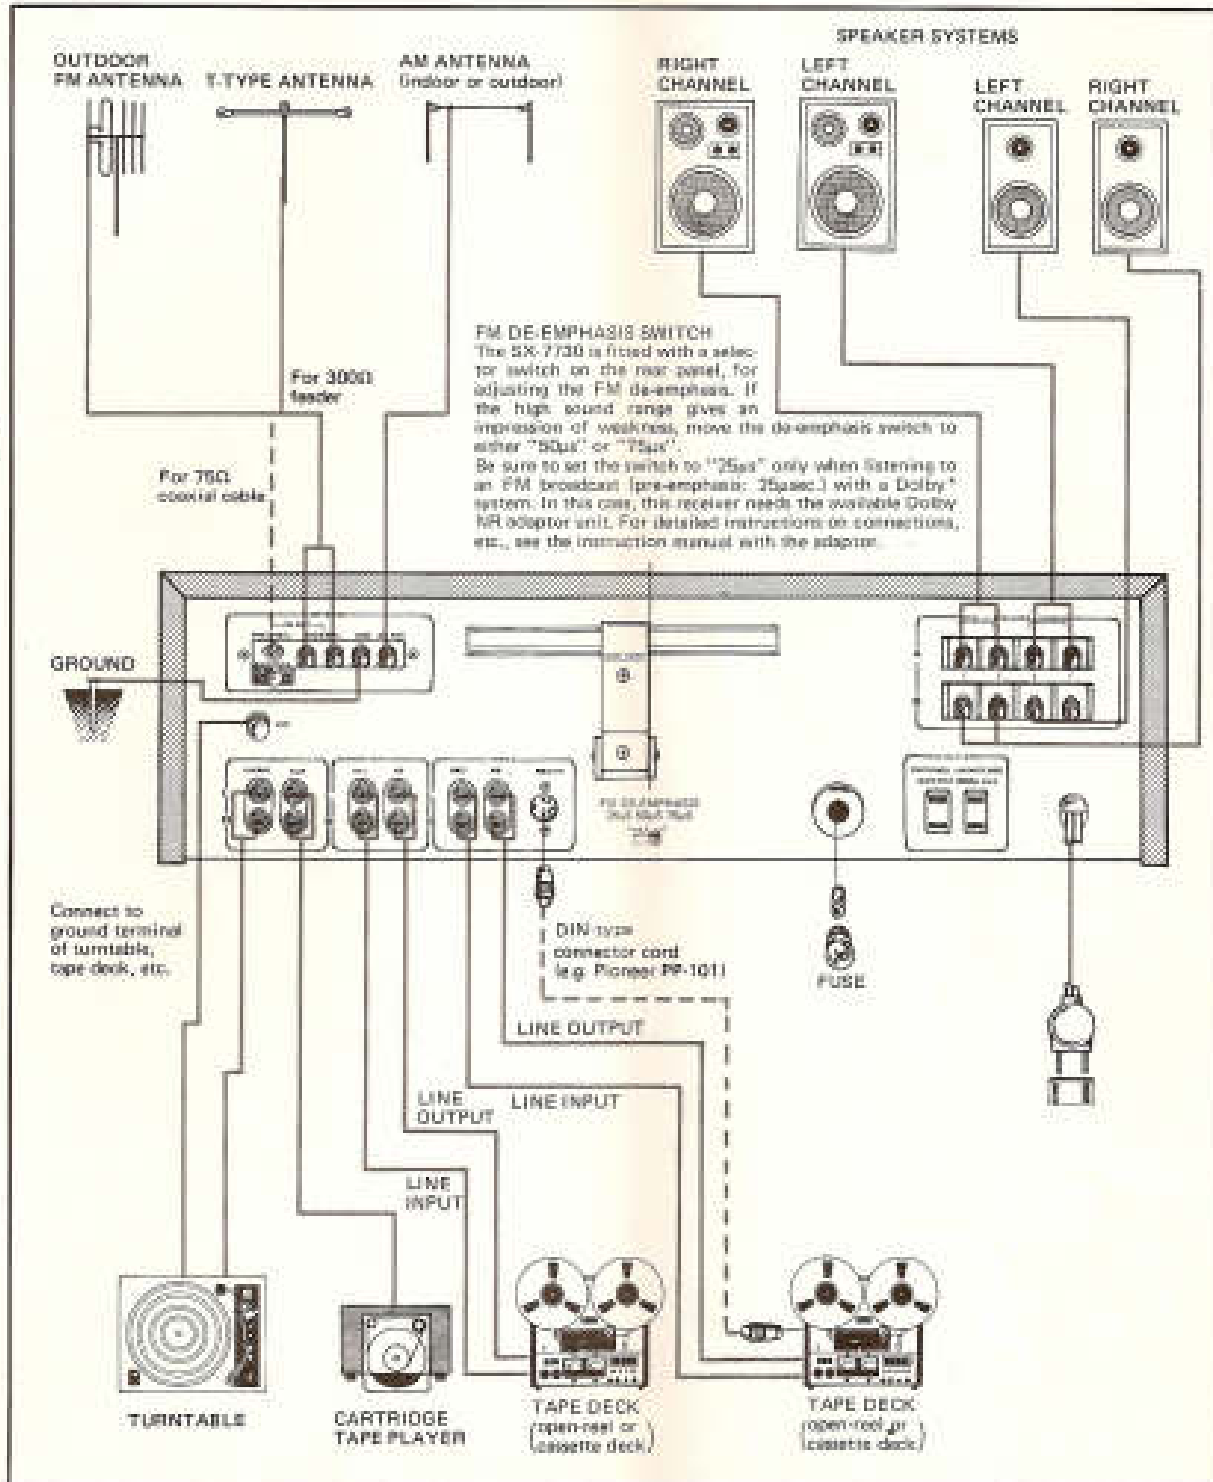 SPEAKER SYSTEMS
OUTDOOR
FM ANTENNA
T-TYPE ANTENNA
AM ANTENNA
(indoor or outdoor)
RIGHT
CHANNEL
LEFT
CHANNEL
LEFT
CHANNEL
RIGHT
CHANNEL
FM DE-EMPHASIS SWITCH
The SX-7730 is fitted with a selec-
tor switch on the rear panel, for
adjusting the FM de-emphasis. If
the high sound range gives an
impression of weakness, move the de-emphasis switch to
either "50µs" or "75µs".
Be sure to set the switch to "25µs" only when listening to
an FM broadcast (pre-emphasis: 25µsec.) with a Dolby*
system. In this case, this receiver needs the available Dolby
NR adaptor unit. For detailed instructions on connections,
etc., see the instruction manual with the adaptor.
For 300Ω
feeder
For 75Ω
coaxial cable
GROUND
FM DE-EMPHASIS
25µS 50µS 75µS
Connect to
ground terminal
of turntable,
tape deck, etc.
DIN type
connector cord
(e.g. Pioneer PP-101)
FUSE
LINE OUTPUT
LINE
OUTPUT
LINE INPUT
LINE
INPUT
TURNTABLE
CARTRIDGE
TAPE PLAYER
TAPE DECK
(open-reel or
cassette deck)
TAPE DECK
(open-reel or
cassette deck)